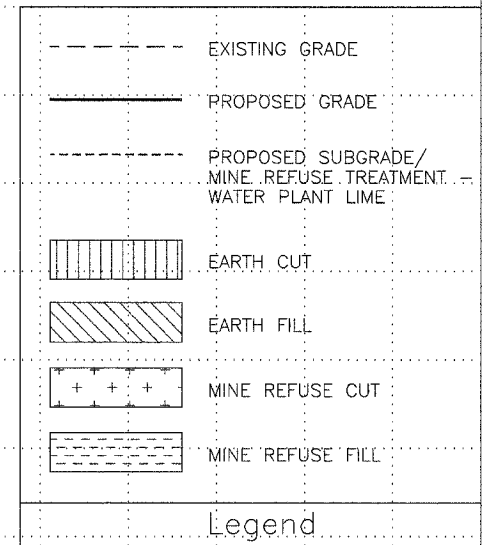 EXISTING GRADE
PROPOSED GRADE
PROPOSED SUBGRADE/
MINE REFUSE TREATMENT –
WATER PLANT LIME
EARTH CUT
EARTH FILL
MINE REFUSE CUT
MINE REFUSE FILL
Legend